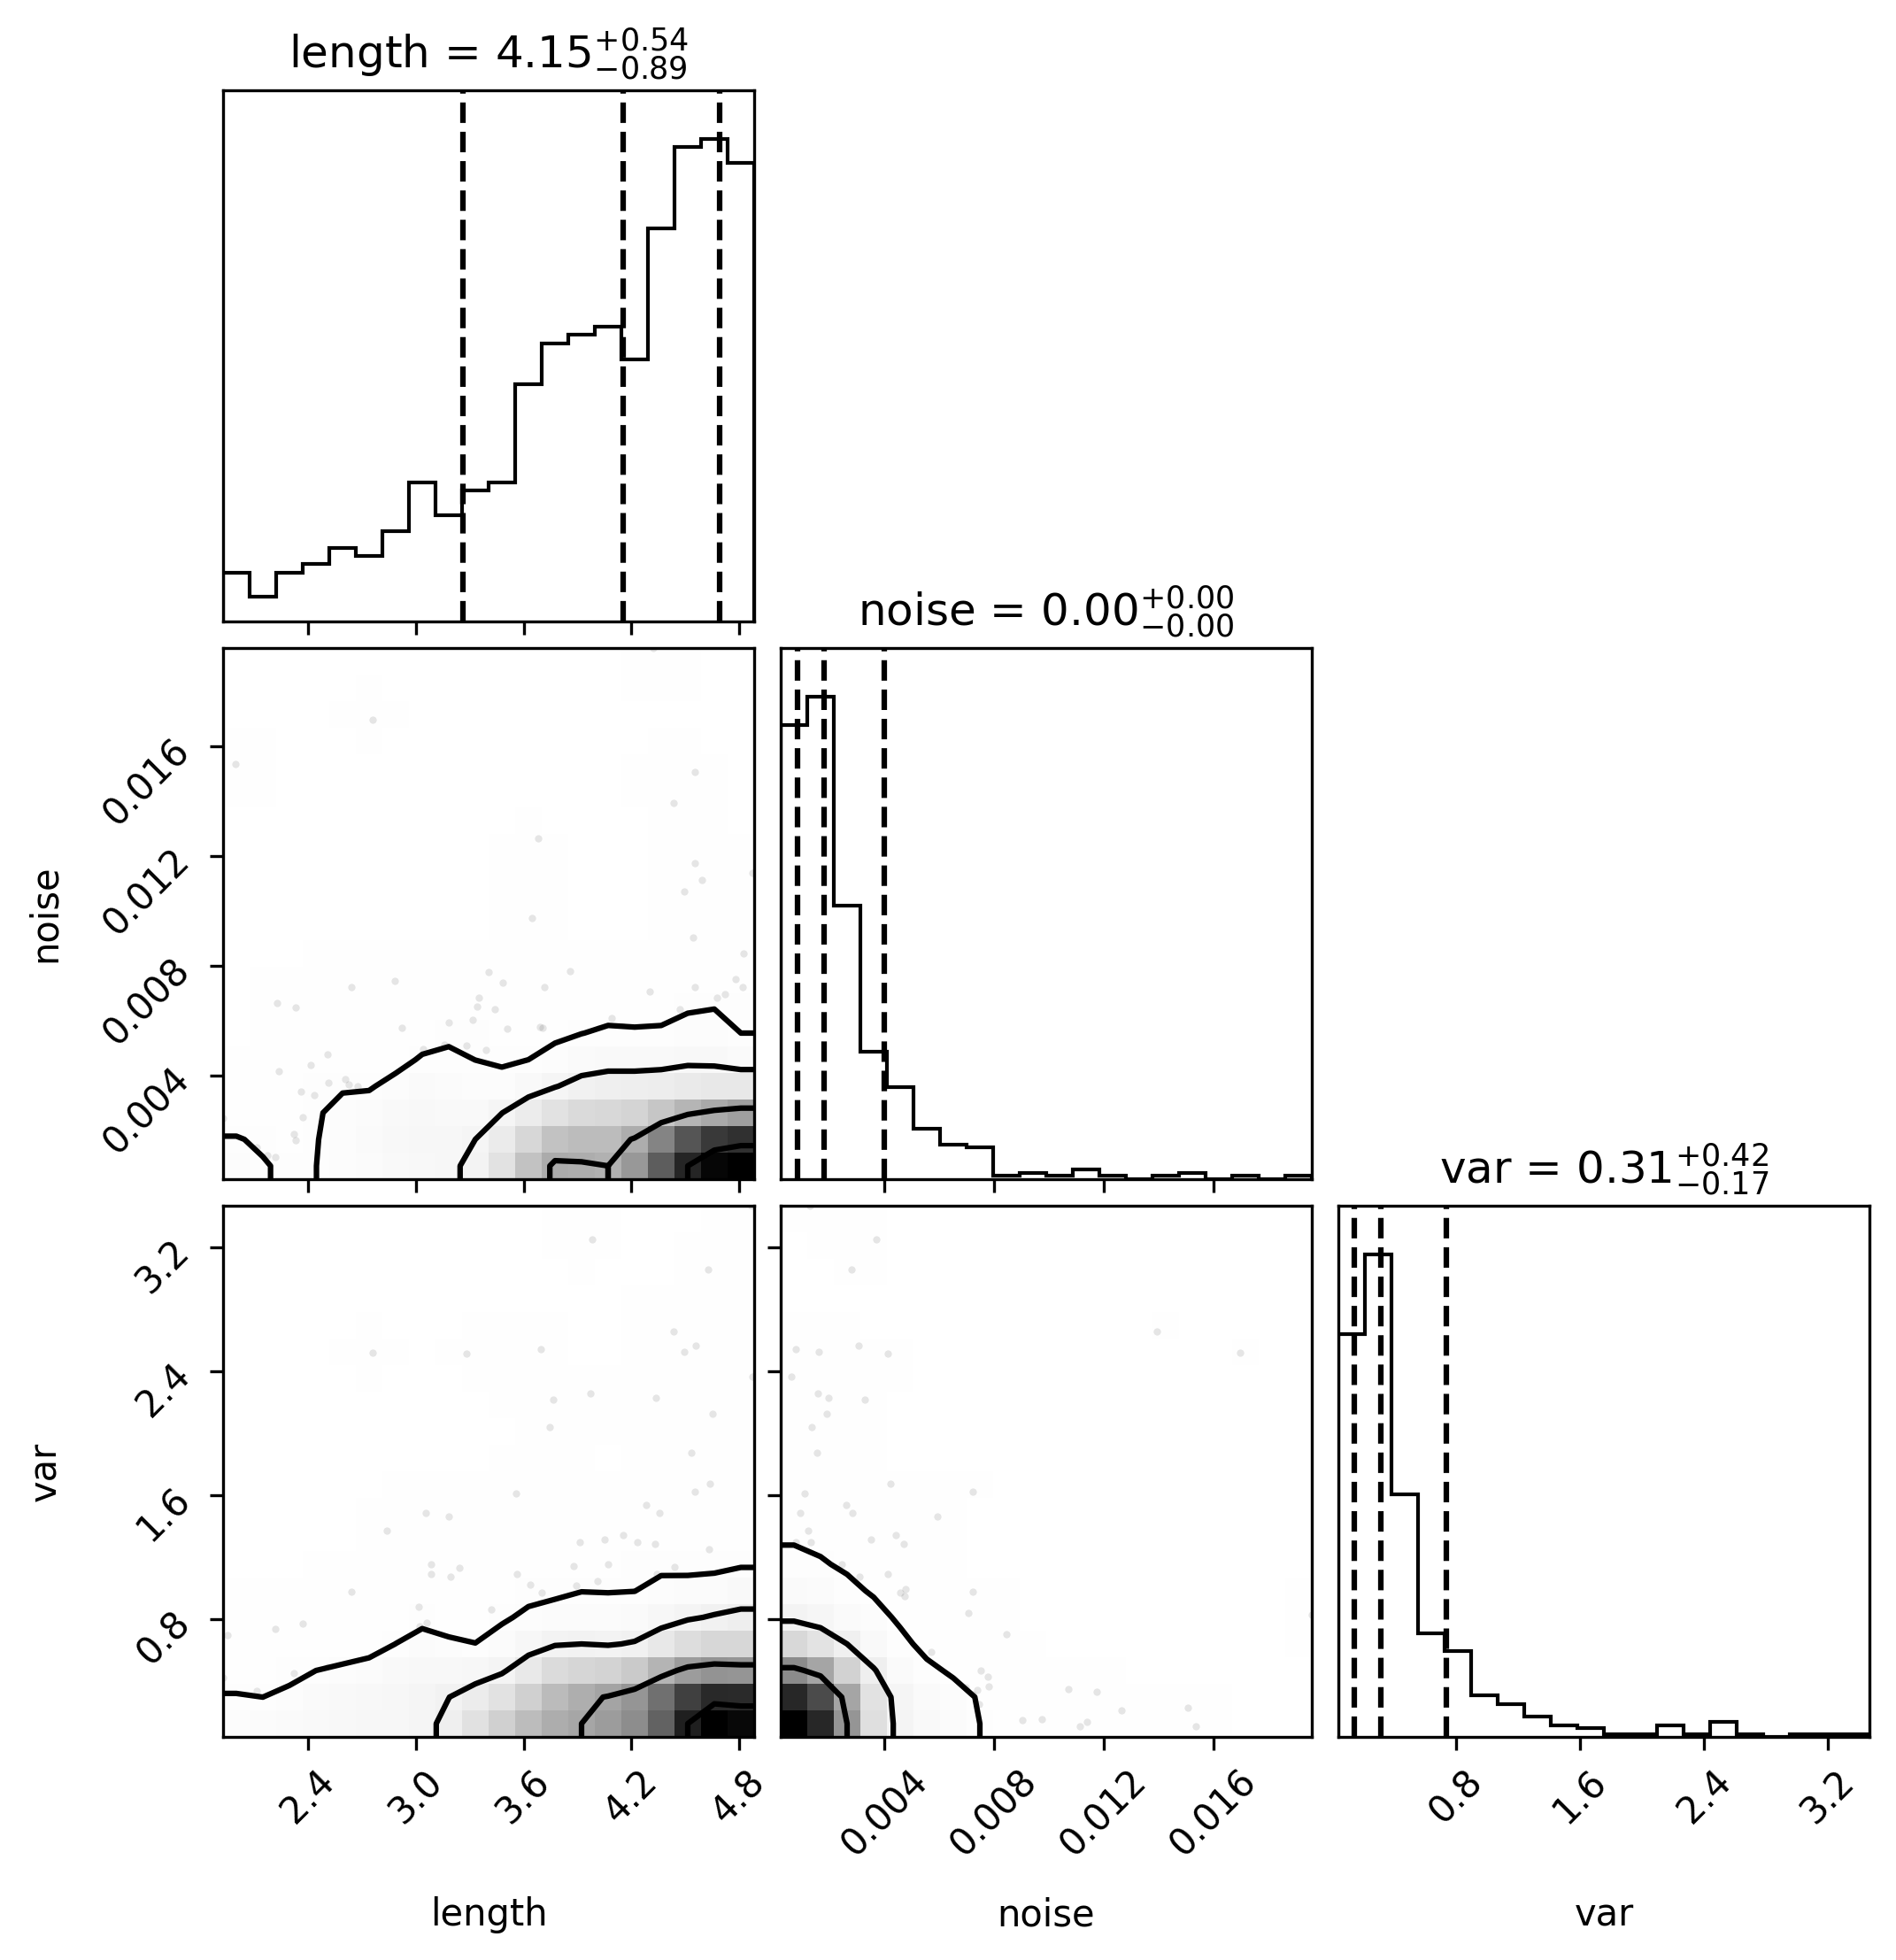 length = 4.15 +0.54 −0.89
noise = 0.00 +0.00 −0.00
noise
0.016
0.012
0.008
0.004
var = 0.31 +0.42 −0.17
var
3.2
2.4
1.6
0.8
2.4 3.0 3.6 4.2 4.8
0.004 0.008 0.012 0.016
0.8 1.6 2.4 3.2
length
noise
var